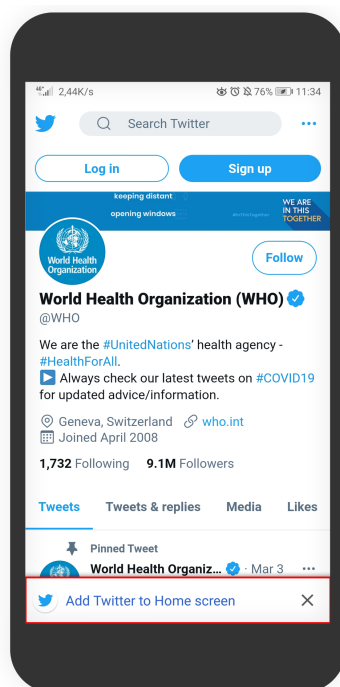 4G 2,44K/s 76% 11:34
Search Twitter
Log in Sign up
keeping distant
opening windows
WE ARE
IN THIS
TOGETHER
World Health
Organization
Follow
World Health Organization (WHO)
@WHO
We are the #UnitedNations’ health agency -
#HealthForAll.
Always check our latest tweets on #COVID19
for updated advice/information.
Geneva, Switzerland who.int
Joined April 2008
1,732 Following 9.1M Followers
Tweets Tweets & replies Media Likes
Pinned Tweet
World Health Organiz... · Mar 3
Add Twitter to Home screen